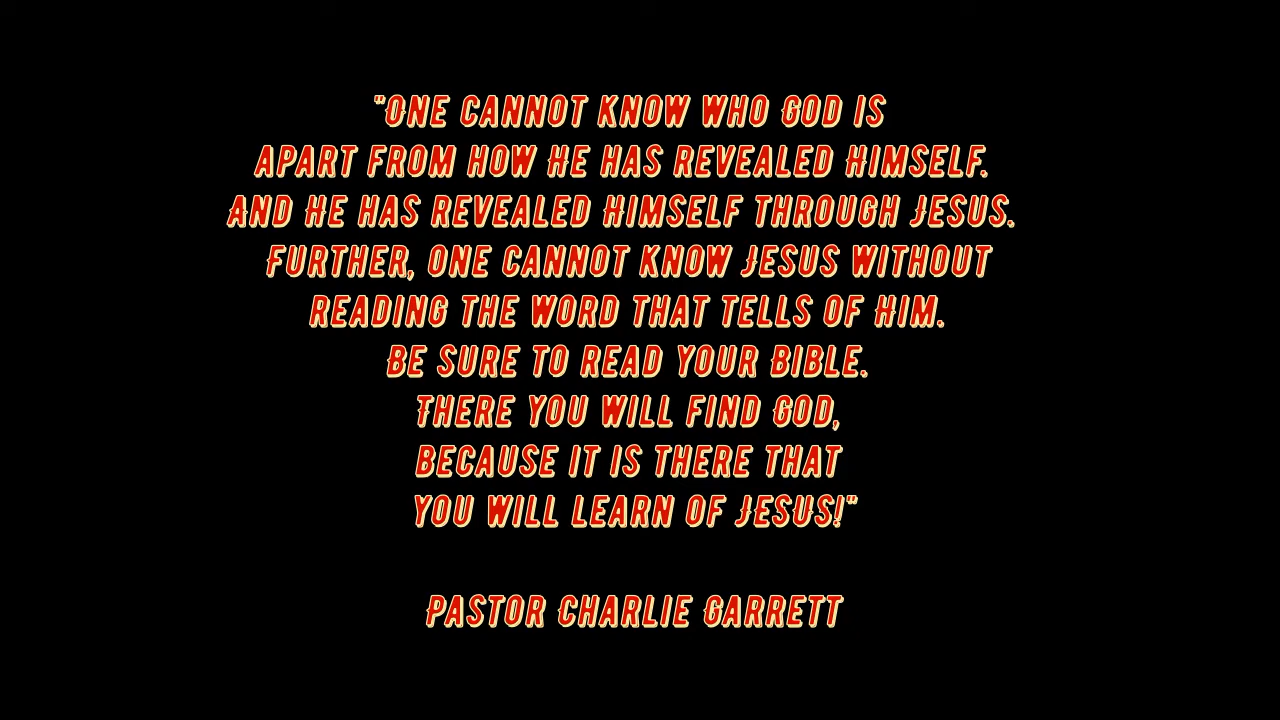 "One cannot know who God is
apart from how He has revealed Himself.
And He has revealed Himself through Jesus.
Further, one cannot know Jesus without
reading the word that tells of Him.
Be sure to read your Bible.
There you will find God,
because it is there that
you will learn of Jesus!"
Pastor Charlie Garrett